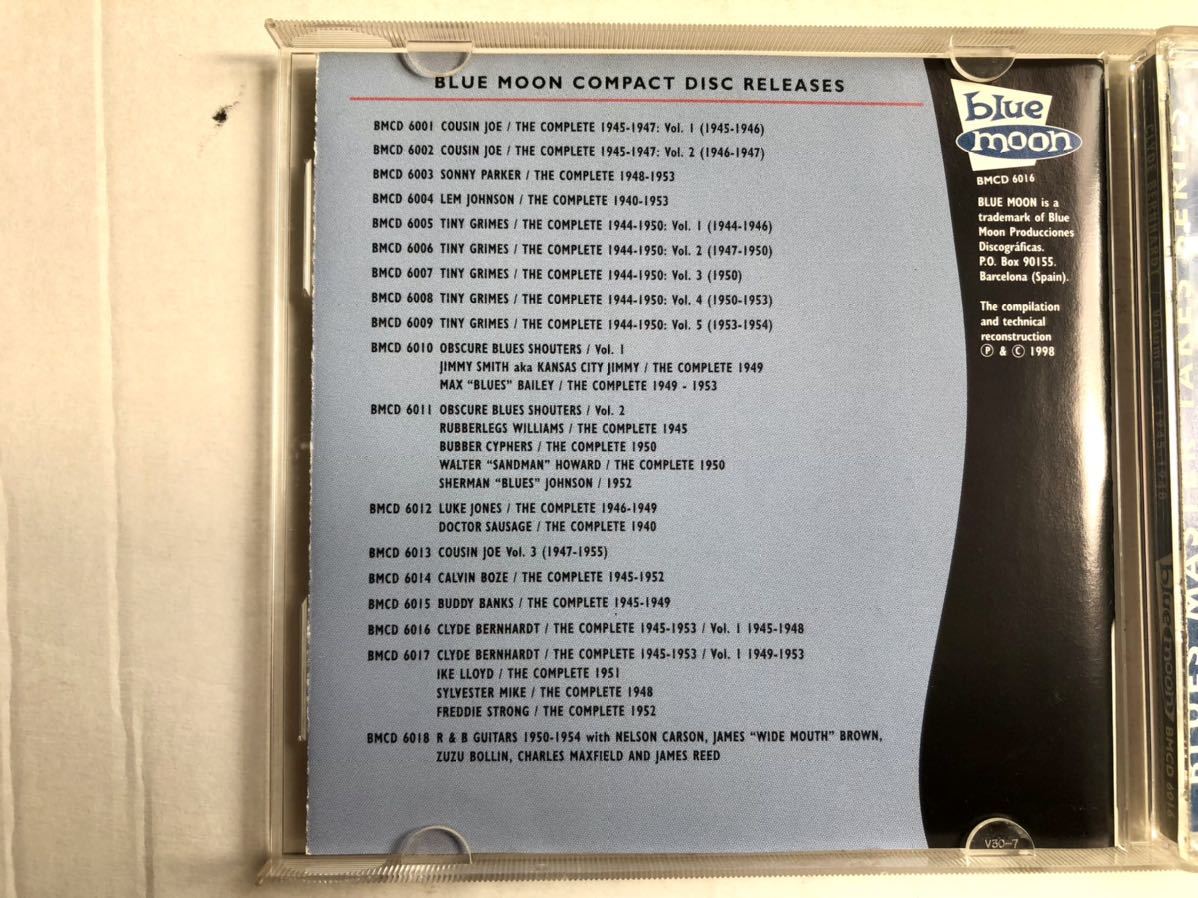 BLUE MOON COMPACT DISC RELEASES
BMCD 6001 COUSIN JOE / THE COMPLETE 1945-1947: Vol. 1 (1945-1946)
BMCD 6002 COUSIN JOE / THE COMPLETE 1945-1947: Vol. 2 (1946-1947)
BMCD 6003 SONNY PARKER / THE COMPLETE 1948-1953
BMCD 6004 LEM JOHNSON / THE COMPLETE 1940-1953
BMCD 6005 TINY GRIMES / THE COMPLETE 1944-1950: Vol. 1 (1944-1946)
BMCD 6006 TINY GRIMES / THE COMPLETE 1944-1950: Vol. 2 (1947-1950)
BMCD 6007 TINY GRIMES / THE COMPLETE 1944-1950: Vol. 3 (1950)
BMCD 6008 TINY GRIMES / THE COMPLETE 1944-1950: Vol. 4 (1950-1953)
BMCD 6009 TINY GRIMES / THE COMPLETE 1944-1950: Vol. 5 (1953-1954)
BMCD 6010 OBSCURE BLUES SHOUTERS / Vol. 1
JIMMY SMITH aka KANSAS CITY JIMMY / THE COMPLETE 1949
MAX "BLUES" BAILEY / THE COMPLETE 1949 - 1953
BMCD 6011 OBSCURE BLUES SHOUTERS / Vol. 2
RUBBERLEGS WILLIAMS / THE COMPLETE 1945
BUBBER CYPHERS / THE COMPLETE 1950
WALTER "SANDMAN" HOWARD / THE COMPLETE 1950
SHERMAN "BLUES" JOHNSON / 1952
BMCD 6012 LUKE JONES / THE COMPLETE 1946-1949
DOCTOR SAUSAGE / THE COMPLETE 1940
BMCD 6013 COUSIN JOE Vol. 3 (1947-1955)
BMCD 6014 CALVIN BOZE / THE COMPLETE 1945-1952
BMCD 6015 BUDDY BANKS / THE COMPLETE 1945-1949
BMCD 6016 CLYDE BERNHARDT / THE COMPLETE 1945-1953 / Vol. 1 1945-1948
BMCD 6017 CLYDE BERNHARDT / THE COMPLETE 1945-1953 / Vol. 1 1949-1953
IKE LLOYD / THE COMPLETE 1951
SYLVESTER MIKE / THE COMPLETE 1948
FREDDIE STRONG / THE COMPLETE 1952
BMCD 6018 R & B GUITARS 1950-1954 with NELSON CARSON, JAMES "WIDE MOUTH" BROWN,
ZUZU BOLLIN, CHARLES MAXFIELD AND JAMES REED
blue
moon
BMCD 6016
BLUE MOON is a
trademark of Blue
Moon Producciones
Discográficas.
P.O. Box 90155.
Barcelona (Spain).
The compilation
and technical
reconstruction
Ⓟ & © 1998
V30-7
CLYDE BERNHARDT Volume 1 - 1945-1948
blue moon BMCD 6016